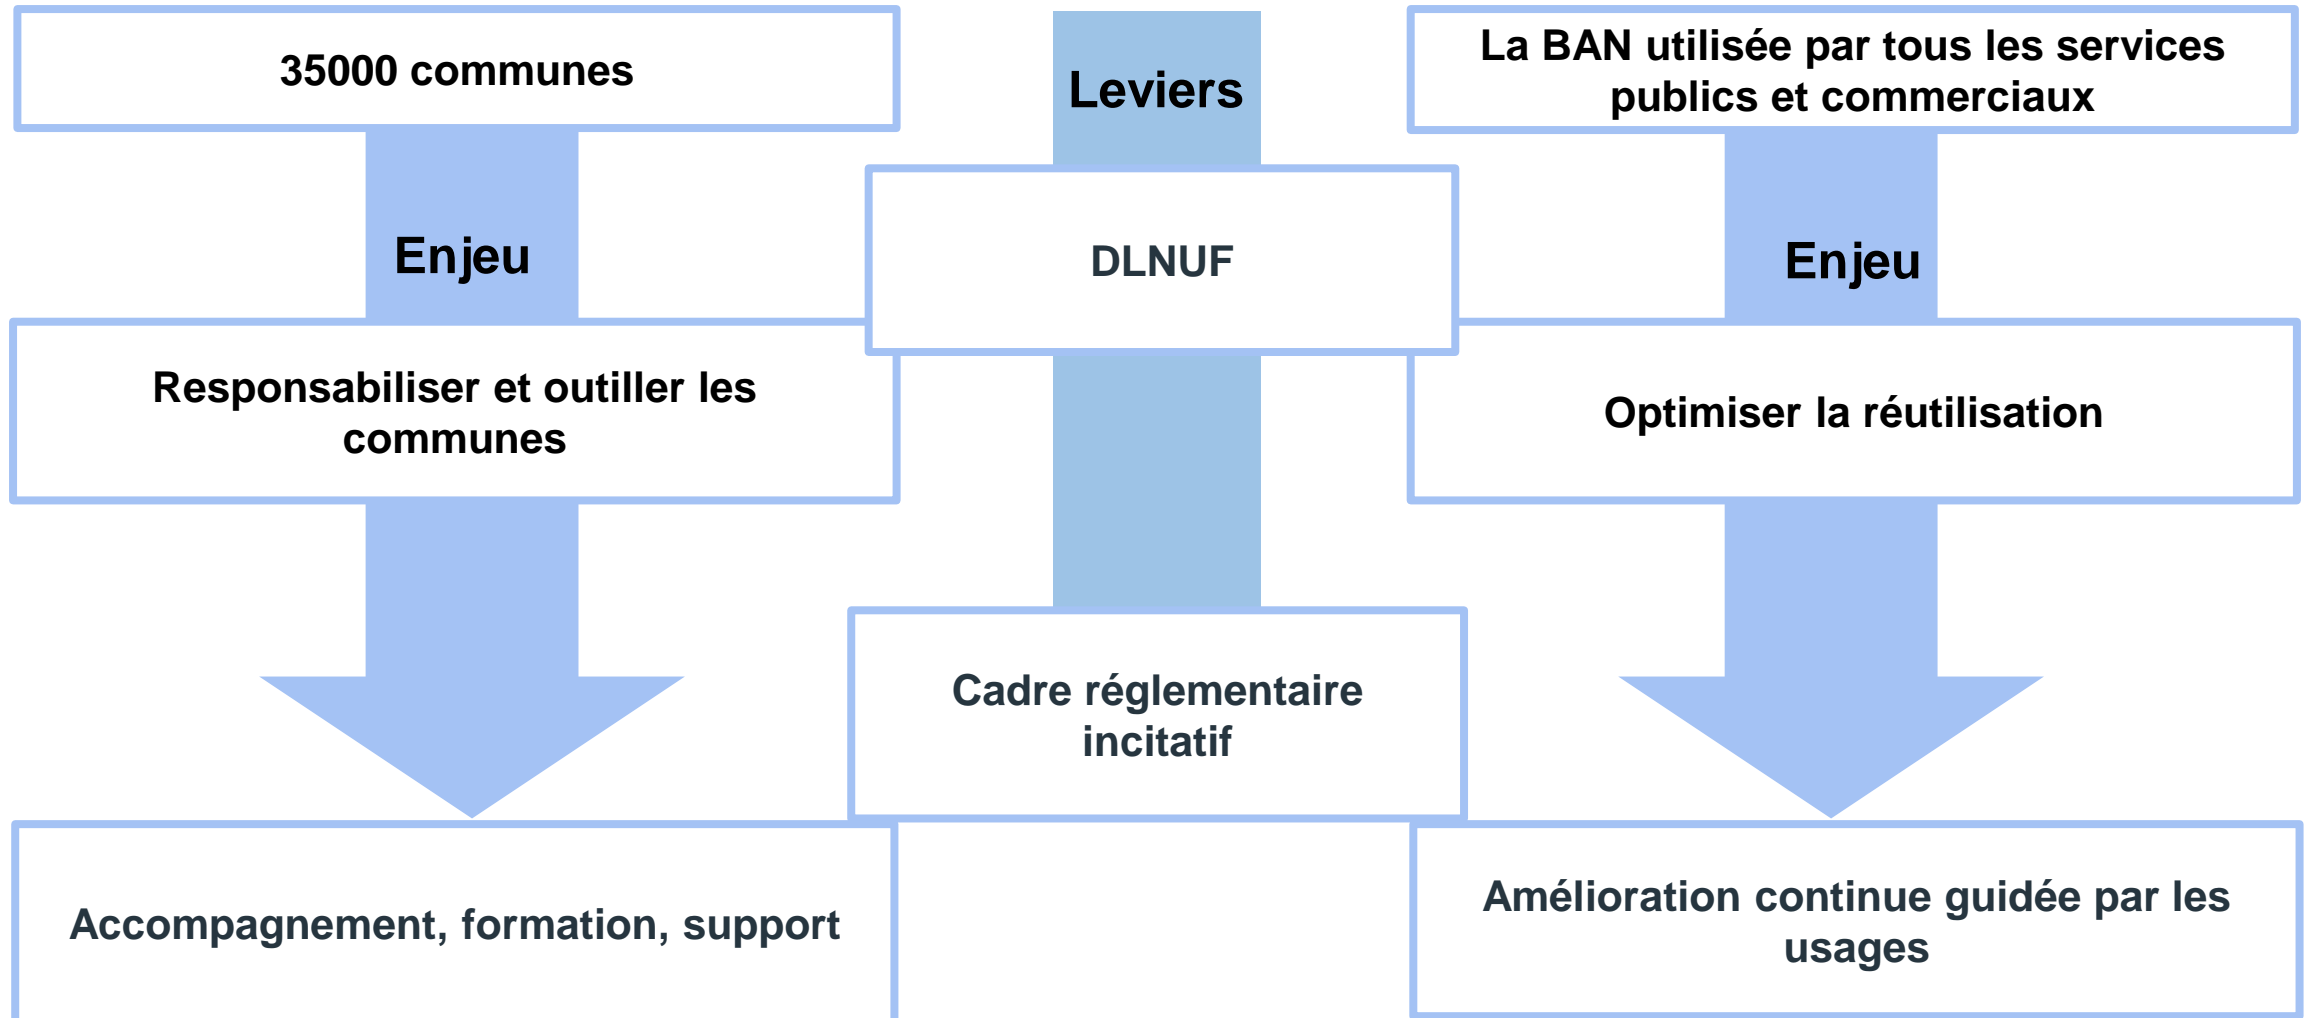 35000 communes
Enjeu
Responsabiliser et outiller les
communes
Accompagnement, formation, support
Leviers
DLNUF
Cadre réglementaire
incitatif
La BAN utilisée par tous les services
publics et commerciaux
Enjeu
Optimiser la réutilisation
Amélioration continue guidée par les
usages